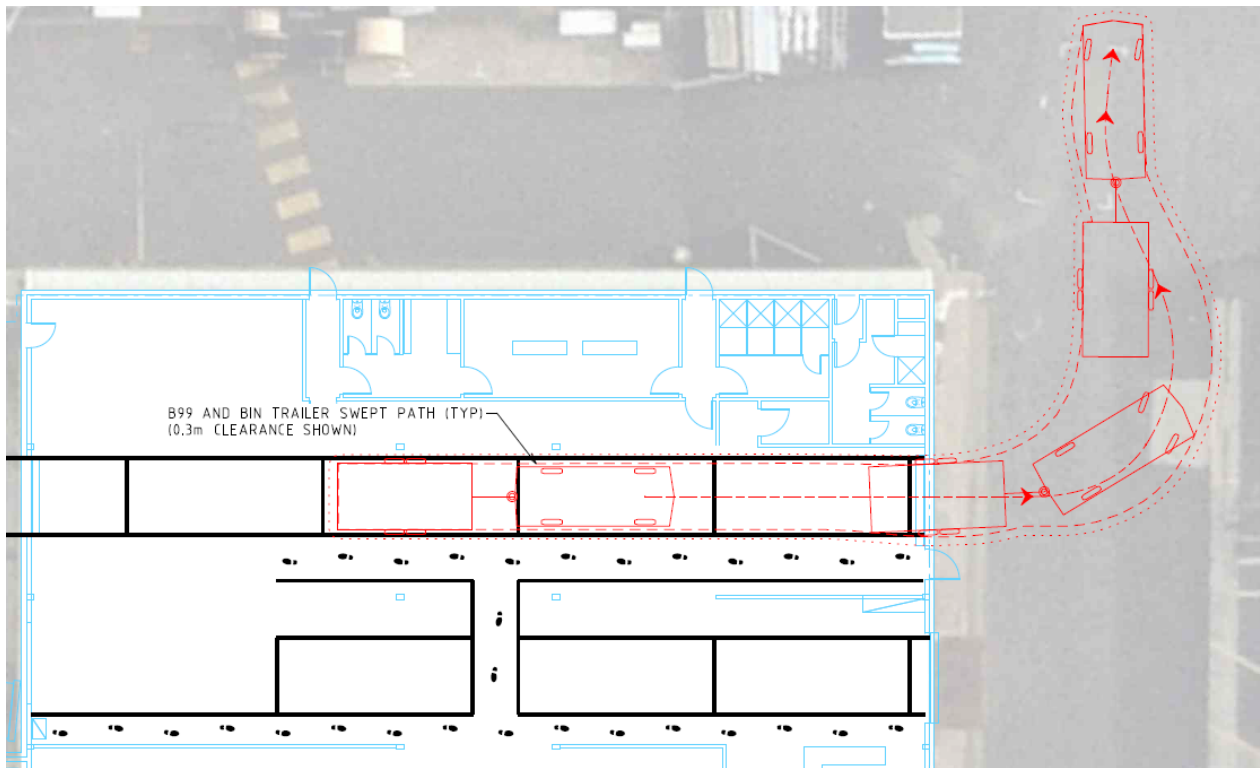 B99 AND BIN TRAILER SWEPT PATH (TYP)
(0.3m CLEARANCE SHOWN)